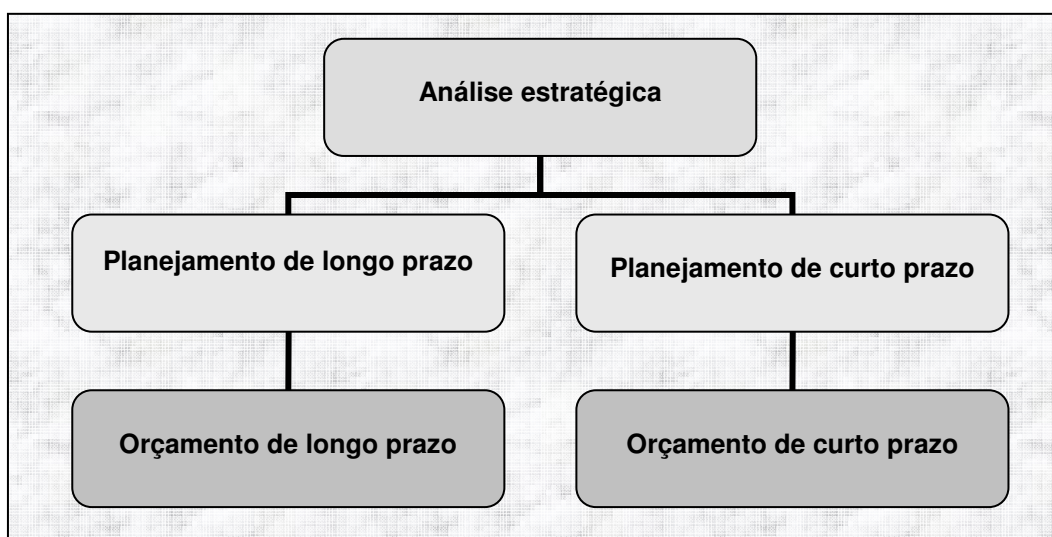 Análise estratégica
Planejamento de longo prazo
Planejamento de curto prazo
Orçamento de longo prazo
Orçamento de curto prazo